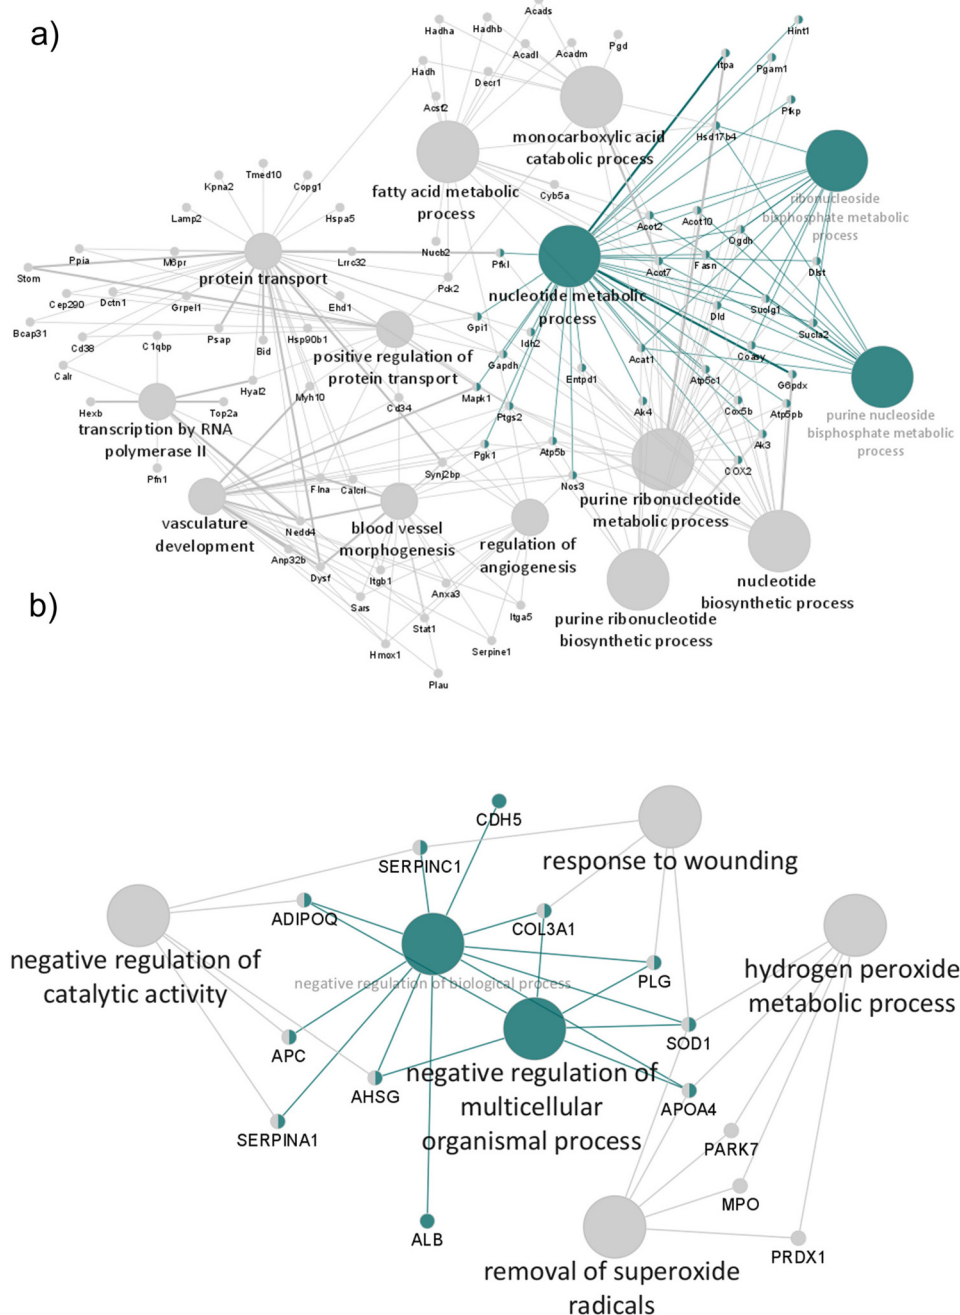 a)
Acads
Hadha
Hadhb
Hint1
Acadl
Acadm
Pgd
Hadh
Decr1
Itpa
Pgam1
Acsf2
Pfkp
monocarboxylic acid
catabolic process
Hsd17b4
Tmed10
Kpna2
Copg1
fatty acid metabolic
process
Cyb5a
ribonucleoside
bisphosphate metabolic
process
Lamp2
Hspa5
Acot2
Acot10
Ogdh
Nucb2
Ppia
M6pr
Lrrc32
Pfkl
Acot7
Fasn
Dlst
Stom
protein transport
Pck2
nucleotide metabolic
process
Cep290
Dctn1
Grpel1
Ehd1
Dld
Suclg1
Bcap31
Gpi1
Sucla2
Cd38
C1qbp
Psap
Bid
Hsp90b1
Idh2
Acat1
Coasy
positive regulation of
protein transport
Gapdh
Calr
Entpd1
Atp5c1
G6pdx
Hyal2
Myh10
Cd34
Mapk1
Hexb
Top2a
Ptgs2
Ak4
Cox5b
Atp5pb
purine nucleoside
bisphosphate metabolic
process
transcription by RNA
polymerase II
Pgk1
Atp5b
Ak3
Pfn1
Synj2bp
COX2
Flna
Calcrl
Nos3
purine ribonucleotide
metabolic process
vasculature
development
Nedd4
blood vessel
morphogenesis
regulation of
angiogenesis
Anp32b
Dysf
Itgb1
Anxa3
nucleotide
biosynthetic process
Sars
Itga5
purine ribonucleotide
biosynthetic process
Stat1
Hmox1
Serpine1
Plau
b)
CDH5
SERPINC1
response to wounding
ADIPOQ
COL3A1
negative regulation of
catalytic activity
hydrogen peroxide
metabolic process
negative regulation of biological process
PLG
APC
SOD1
negative regulation of
multicellular
organismal process
AHSG
APOA4
SERPINA1
PARK7
MPO
ALB
PRDX1
removal of superoxide
radicals